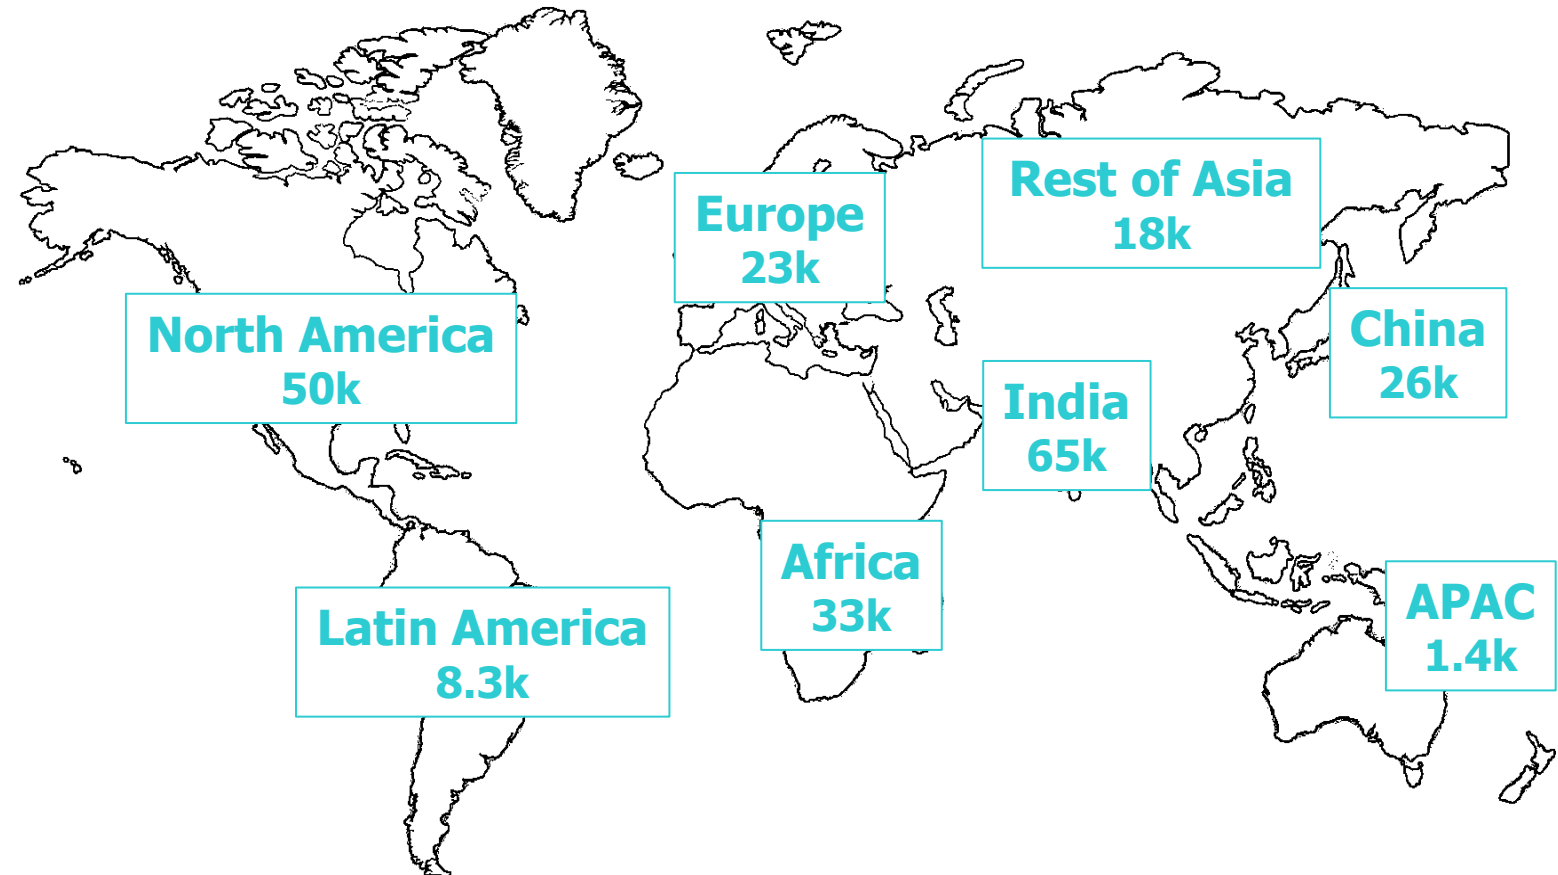 Rest of Asia
18k
Europe
23k
North America
50k
China
26k
India
65k
Africa
33k
APAC
1.4k
Latin America
8.3k